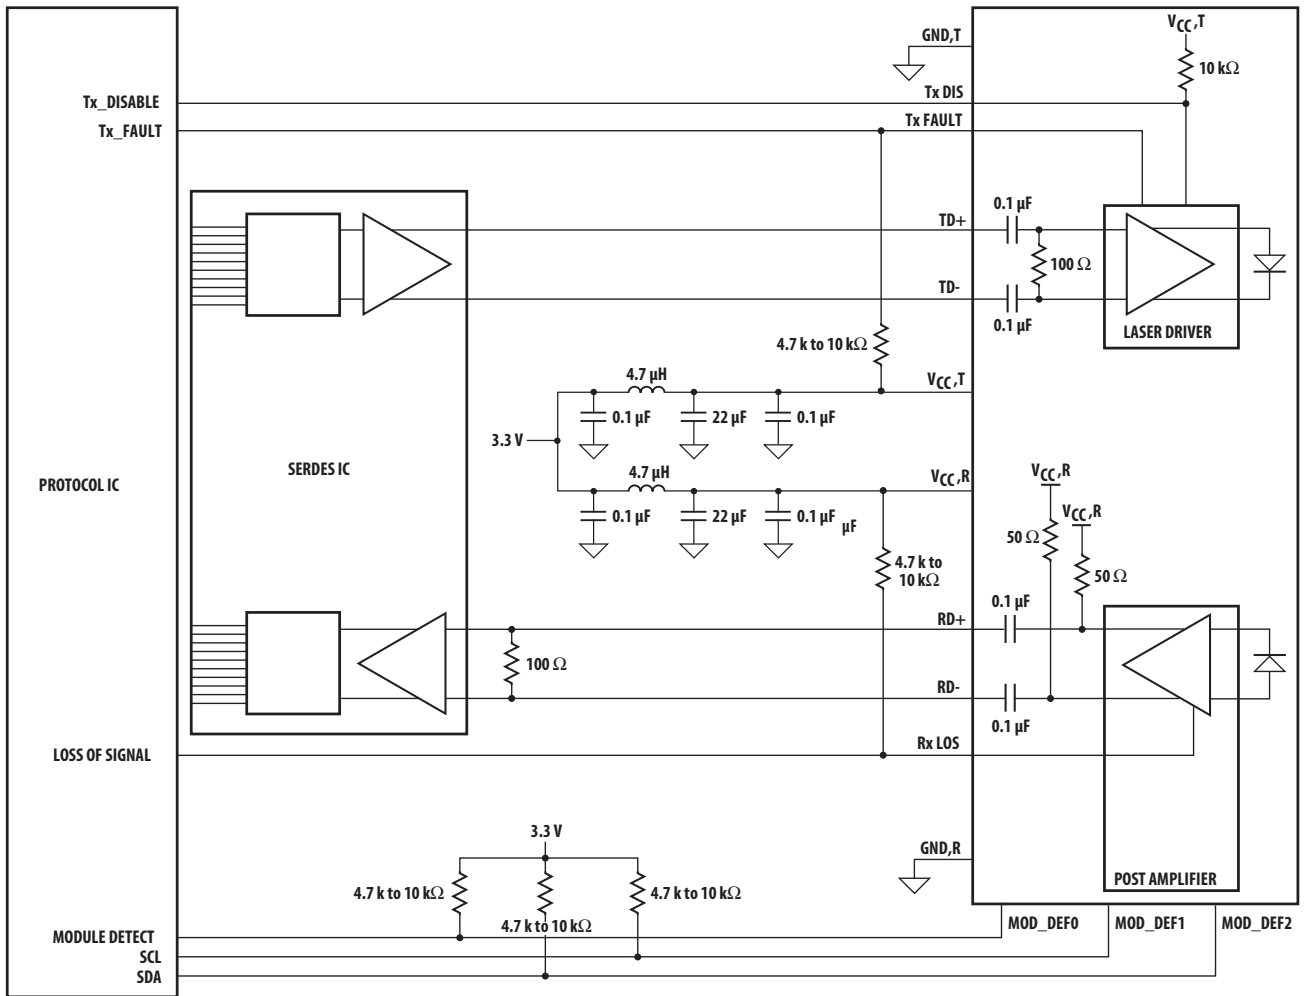 V_CC,T
GND,T
10 kΩ
Tx_DISABLE
Tx DIS
Tx_FAULT
Tx FAULT
0.1 µF
TD+
100 Ω
TD-
0.1 µF
LASER DRIVER
4.7 k to 10 kΩ
4.7 µH
V_CC,T
0.1 µF
22 µF
0.1 µF
3.3 V
SERDES IC
PROTOCOL IC
4.7 µH
V_CC,R
V_CC,R
0.1 µF
22 µF
0.1 µF
µF
V_CC,R
50 Ω
4.7 k to
10 kΩ
50 Ω
0.1 µF
RD+
100 Ω
RD-
0.1 µF
LOSS OF SIGNAL
Rx LOS
3.3 V
GND,R
POST AMPLIFIER
4.7 k to 10 kΩ
4.7 k to 10 kΩ
4.7 k to 10 kΩ
MOD_DEF0
MOD_DEF1
MOD_DEF2
MODULE DETECT
SCL
SDA